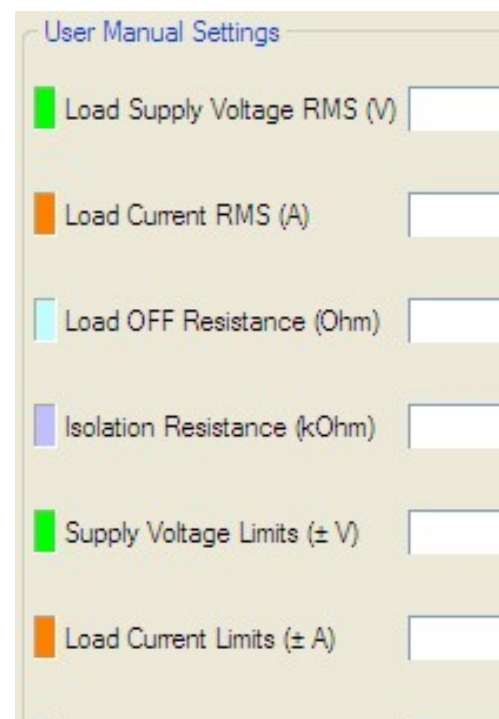 User Manual Settings
Load Supply Voltage RMS (V)
Load Current RMS (A)
Load OFF Resistance (Ohm)
Isolation Resistance (kOhm)
Supply Voltage Limits (± V)
Load Current Limits (± A)